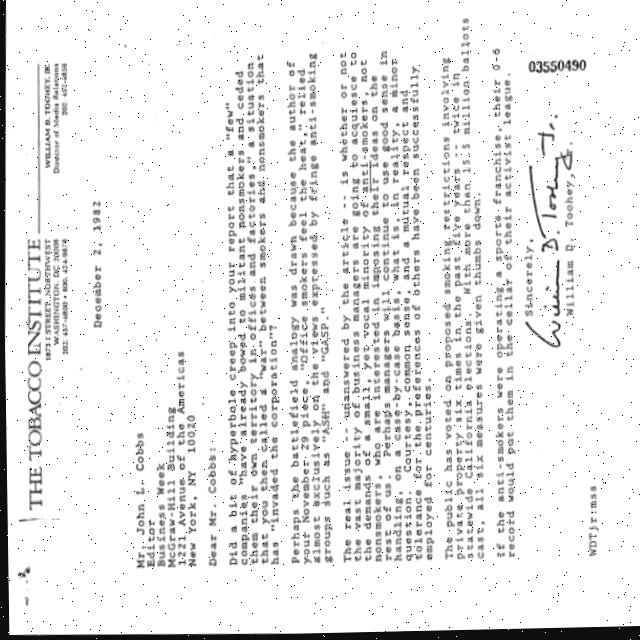 THE TOBACCO INSTITUTE
1875 I STREET, NORTHWEST
WASHINGTON, DC 20006
202 457-4800 • 800 424-9876
WILLIAM D. TOOHEY, JR.
Director of Media Relations
202 457-4856
December 2, 1982
Mr. John L. Cobbs
Editor
Business Week
McGraw-Hill Building
1221 Avenue of the Americas
New York, NY 10020
Dear Mr. Cobbs:
Did a bit of hyperbole creep into your report that a "few"
companies "have already bowed to militant nonsmokers and ceded
them their own territory in offices and factories," a situation
that you then called a "war" between smokers and nonsmokers that
has "invaded the corporation"?
Perhaps the battlefield analogy was drawn because the author of
your November 29 piece, "Office smokers feel the heat," relied
almost exclusively on the views expressed by fringe anti-smoking
groups such as "ASH" and "GASP."
The real issue -- unanswered by the article -- is whether or not
the vast majority of business managers are going to acquiesce to
the demands of a small, yet vocal minority of anti-smokers, not
nonsmokers, who are interested in imposing their ideas on the
rest of us. Perhaps managers will continue to use good sense in
handling, on a case-by-case basis, what is, in reality, a minor
question. Courtesy, common sense, and a mutual respect and
tolerance for the preferences of others have been successfully
employed for centuries.
The public has voted on proposed smoking restrictions involving
private property six times in the past five years -- twice in
statewide California elections. With more than 15.5 million ballots
cast, all six measures were given thumbs down.
If the anti-smokers were operating a sports franchise, their 0-6
record would put them in the cellar of their activist league.
Sincerely,
William D. Toohey Jr.
William D. Toohey, Jr.
WDTjr:mss
03550490